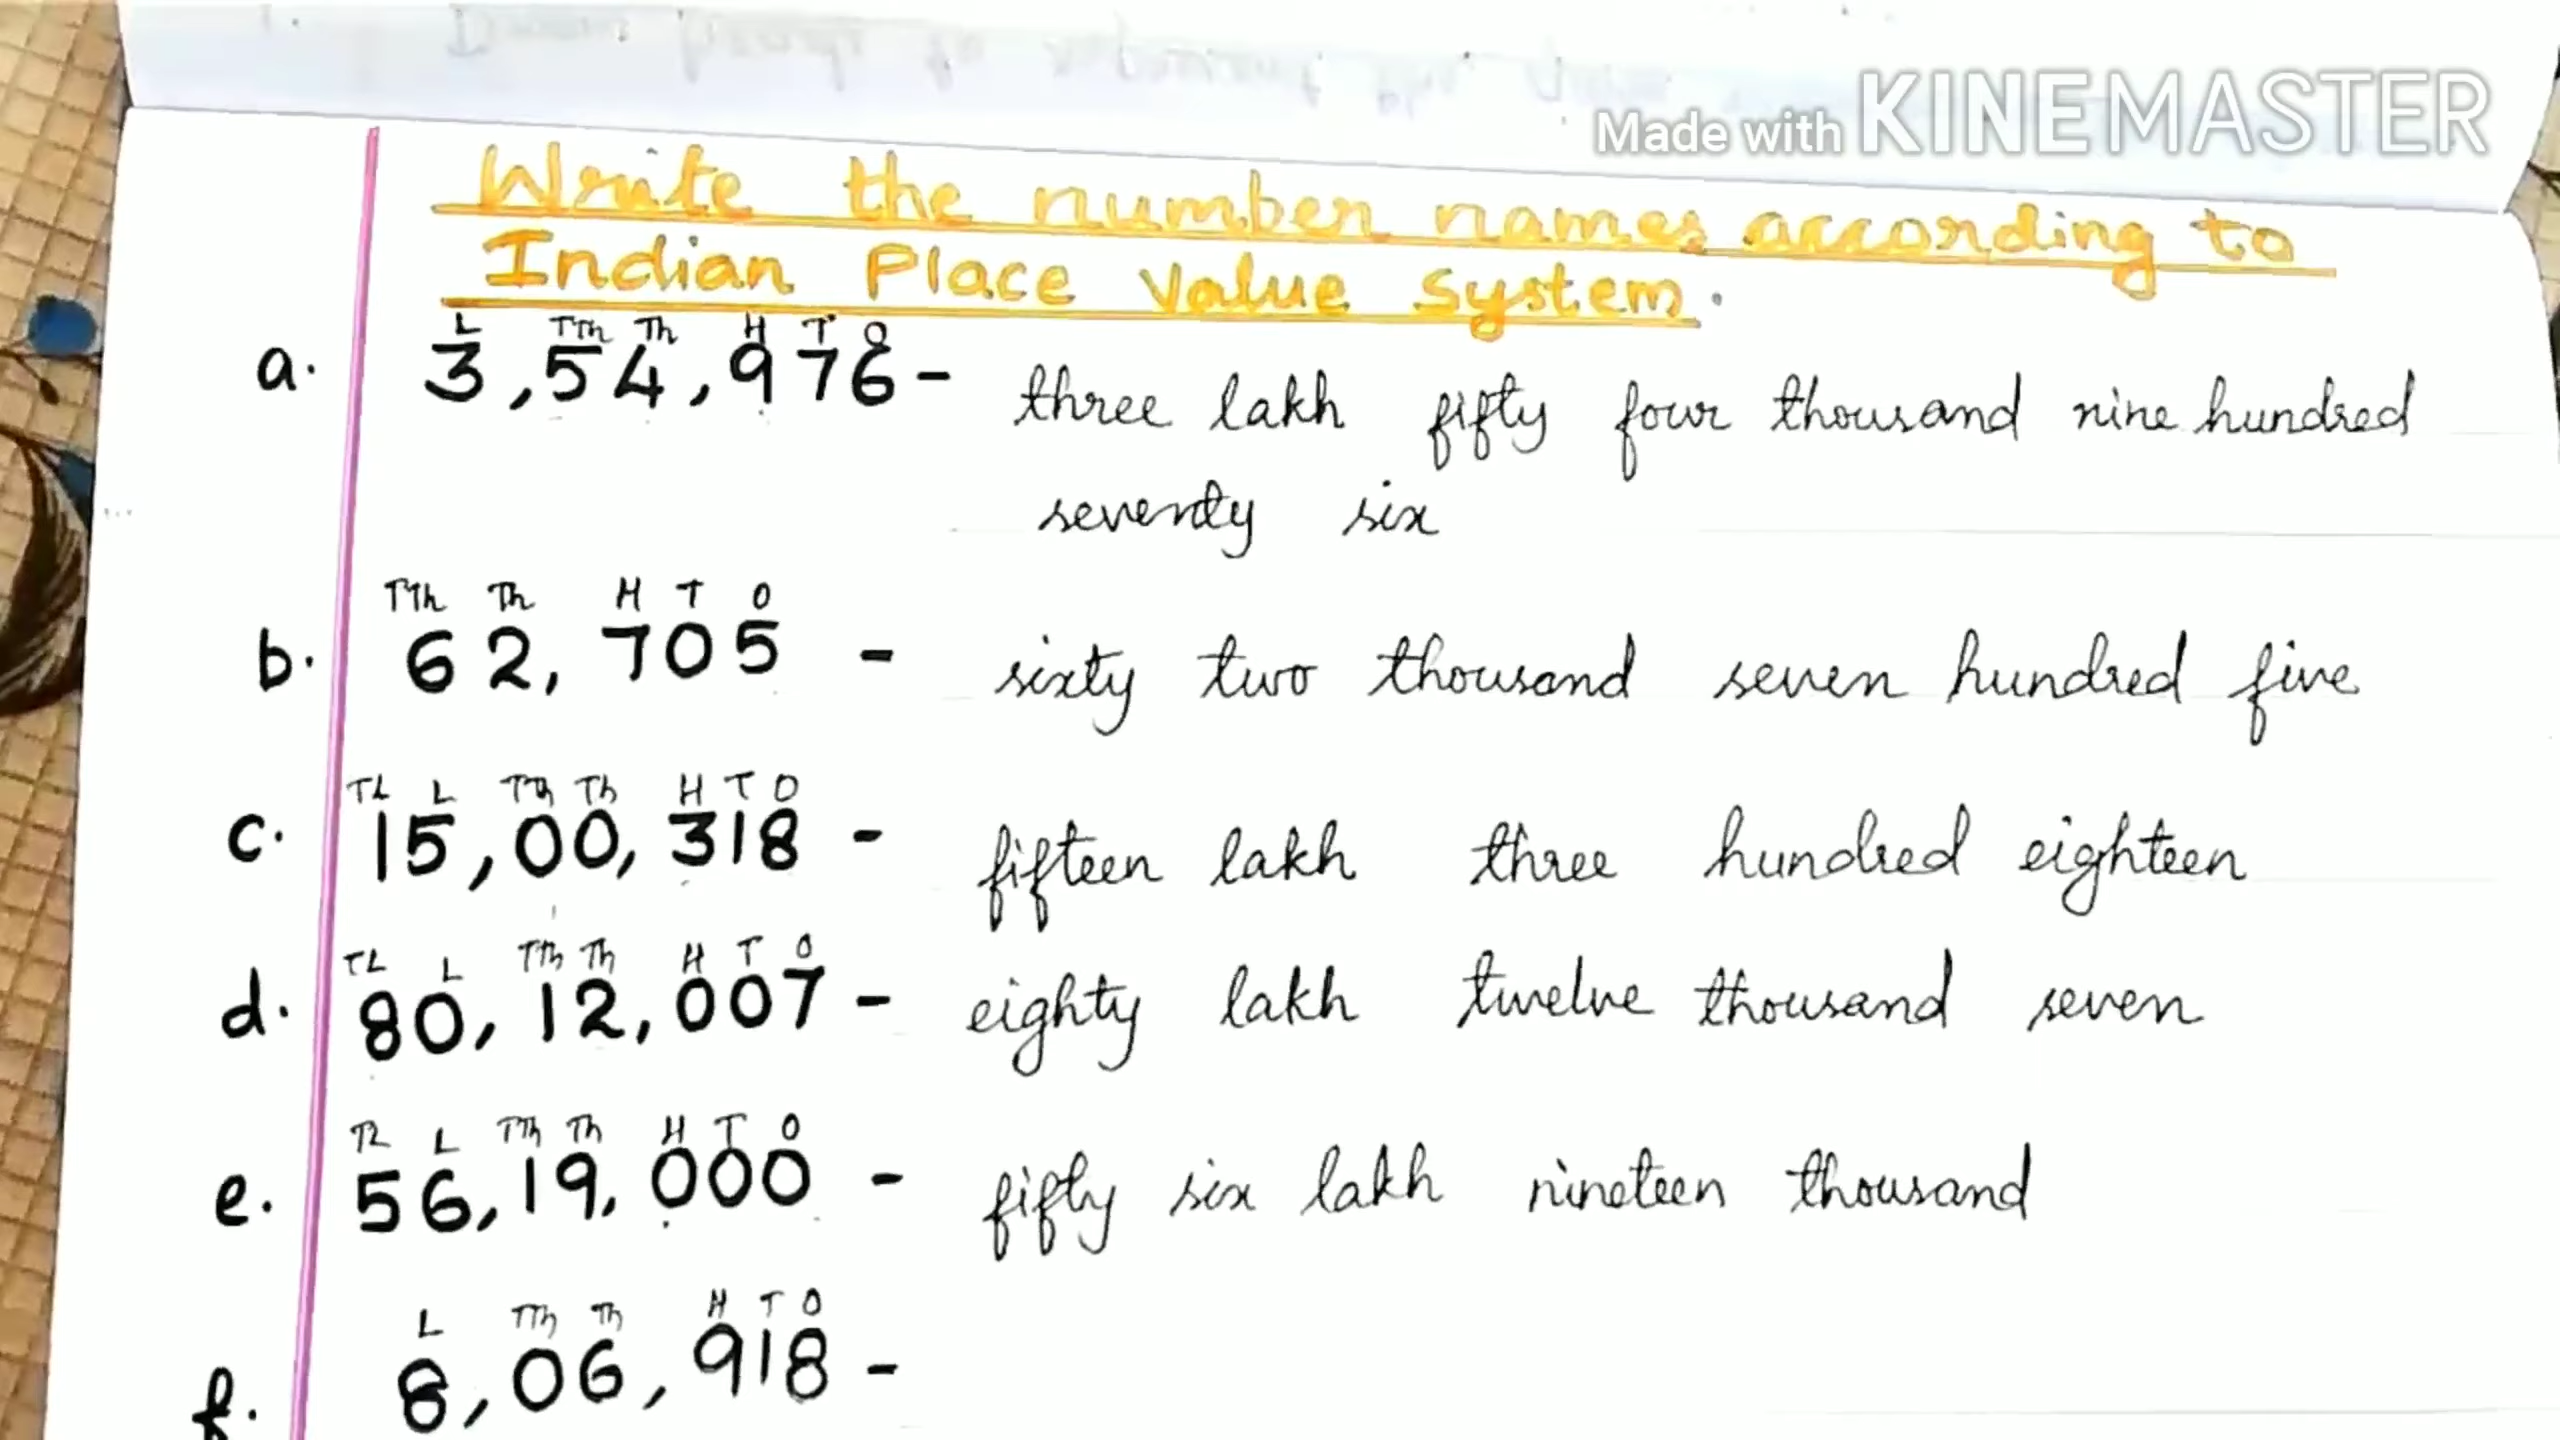 Made with KINEMASTER
Write the number names according to
Indian Place Value System.
L TTh Th H T O
a. 3,54,976 - three lakh fifty four thousand nine hundred
seventy six
TTh Th H T O
b. 62,705 - sixty two thousand seven hundred five
TL L TTh Th H T O
c. 15,00,318 - fifteen lakh three hundred eighteen
TL L TTh Th H T O
d. 80,12,007 - eighty lakh twelve thousand seven
TL L TTh Th H T O
e. 56,19,000 - fifty six lakh nineteen thousand
L TTh Th H T O
f. 8,06,918 -